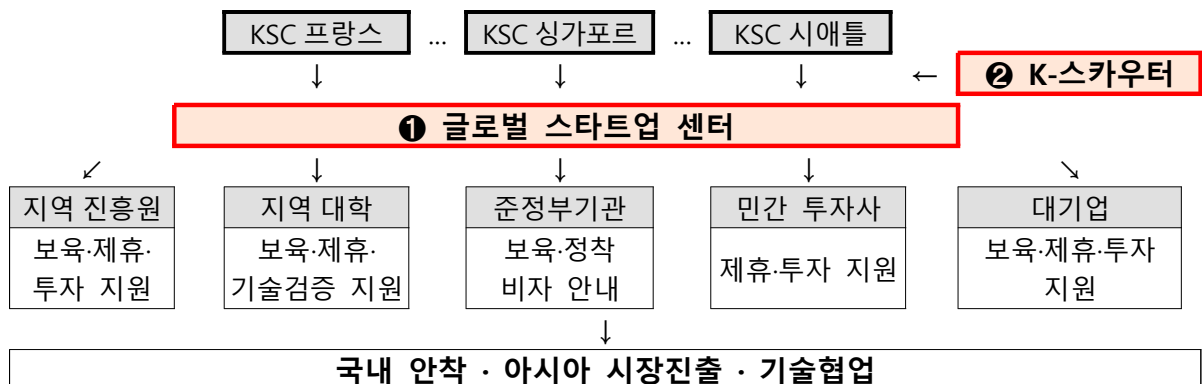 KSC 프랑스 ... KSC 싱가포르 ... KSC 시애틀
↓ ↓ ↓ ← ❷ K-스카우터
❶ 글로벌 스타트업 센터
↙ ↓ ↓ ↓ ↘
지역 진흥원 지역 대학 준정부기관 민간 투자사 대기업
보육·제휴· 보육·제휴· 보육·정착 제휴·투자 지원 보육·제휴·투자
투자 지원 기술검증 지원 비자 안내 지원
↓
국내 안착 · 아시아 시장진출 · 기술협업